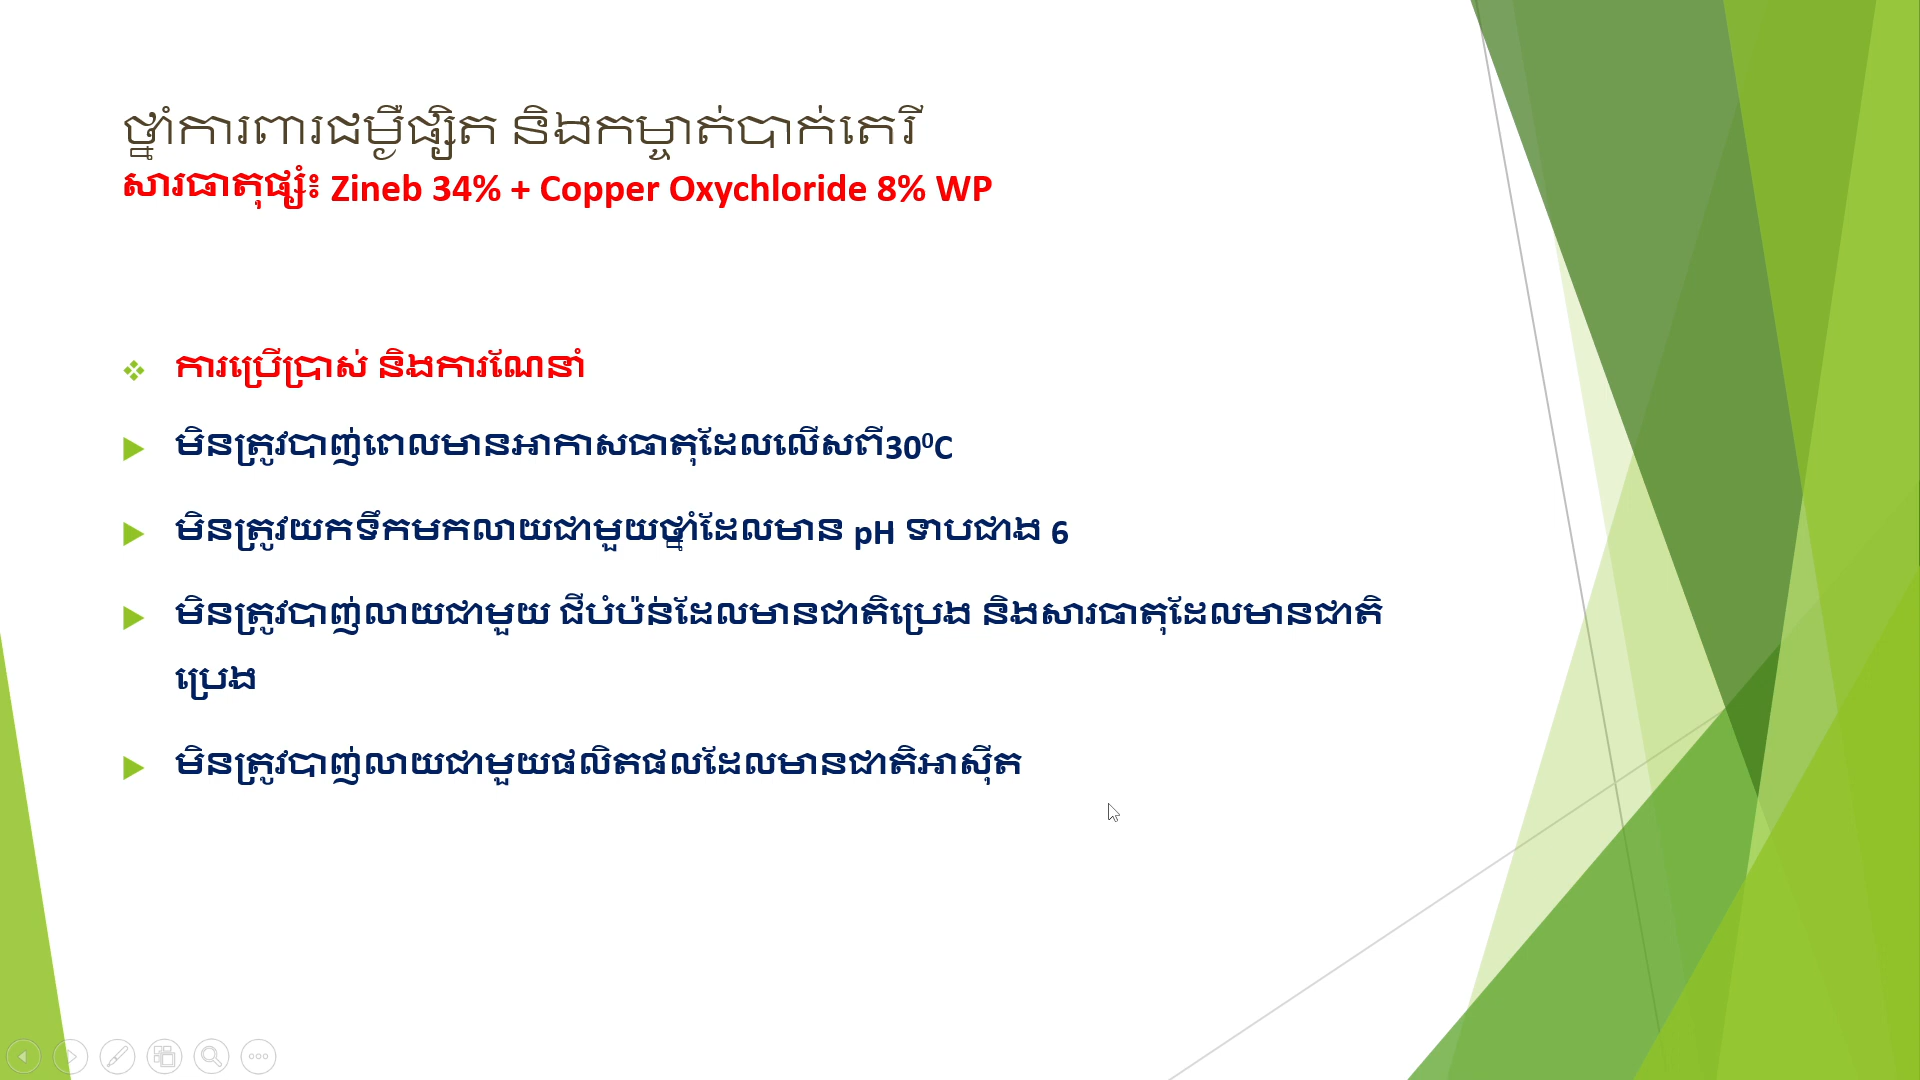 ថ្នាំការពារជម្ងឺផ្សិត និងកម្ចាត់បាក់តេរី
សារធាតុផ្សំ៖ Zineb 34% + Copper Oxychloride 8% WP
ការប្រើប្រាស់ និងការណែនាំ
មិនត្រូវបាញ់ពេលមានអាកាសធាតុដែលលើសពី30⁰C
មិនត្រូវយកទឹកមកលាយជាមួយថ្នាំដែលមាន pH ទាបជាង 6
មិនត្រូវបាញ់លាយជាមួយ ជីបំប៉ន់ដែលមានជាតិប្រេង និងសារធាតុដែលមានជាតិ
ប្រេង
មិនត្រូវបាញ់លាយជាមួយផលិតផលដែលមានជាតិអាស៊ីត